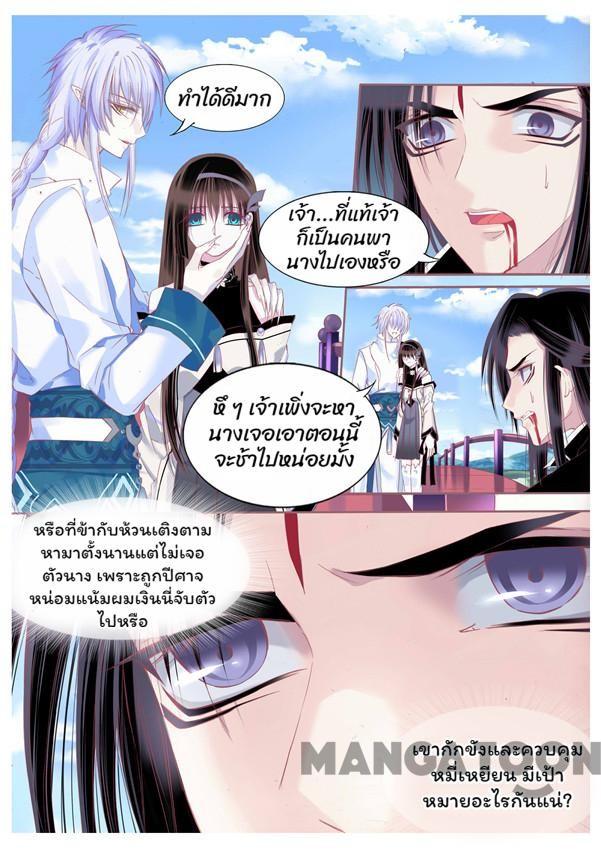 ทำได้ดีมาก
เจ้า...ที่แท้เจ้า
ก็เป็นคนพา
นางไปเองหรือ
หึ ๆ เจ้าเพิ่งจะหา
นางเจอเอาตอนนี้
จะช้าไปหน่อยมั้ง
หรือที่ข้ากับห้วนเติงตาม
หามาตั้งนานแต่ไม่เจอ
ตัวนาง เพราะถูกปีศาจ
หน่อมแน้มผมเงินนี่จับตัว
ไปหรือ
เขากักขังและควบคุม
หมี่เหยียน มีเป้า
หมายอะไรกันแน่?
MANGATOON